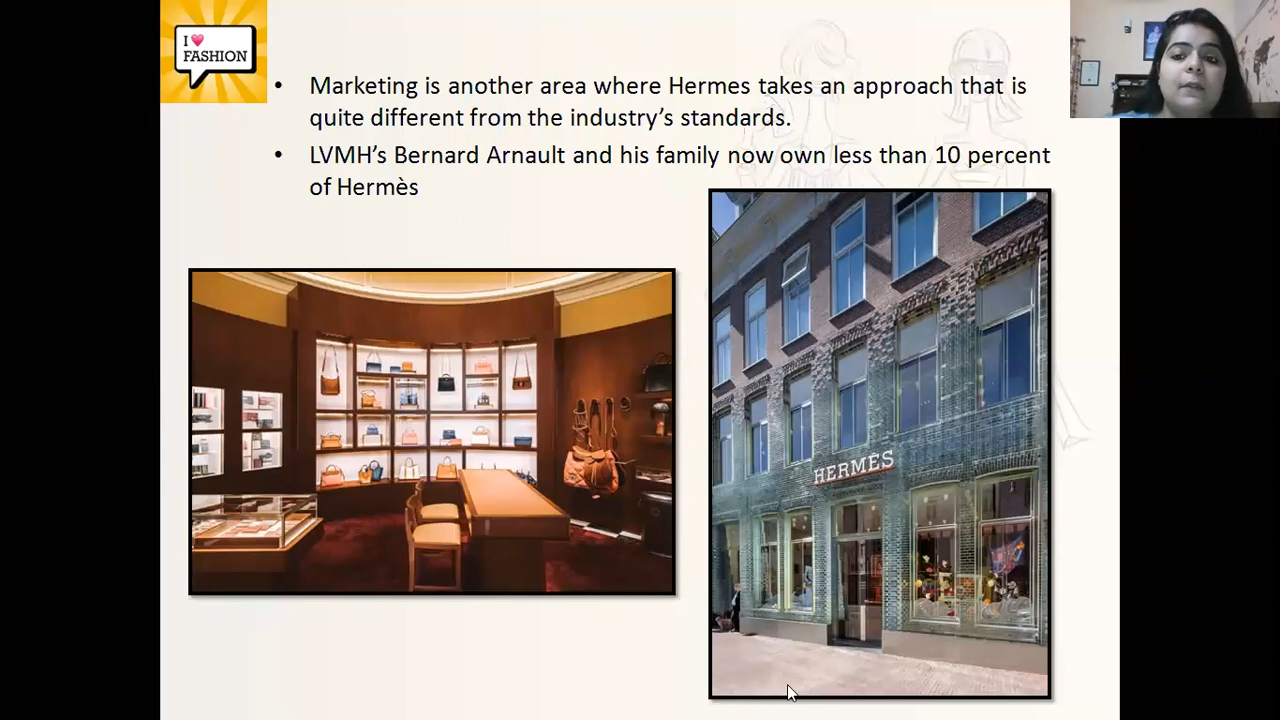 I
FASHION
• Marketing is another area where Hermes takes an approach that is
quite different from the industry's standards.
• LVMH's Bernard Arnault and his family now own less than 10 percent
of Hermès
HERMÈS